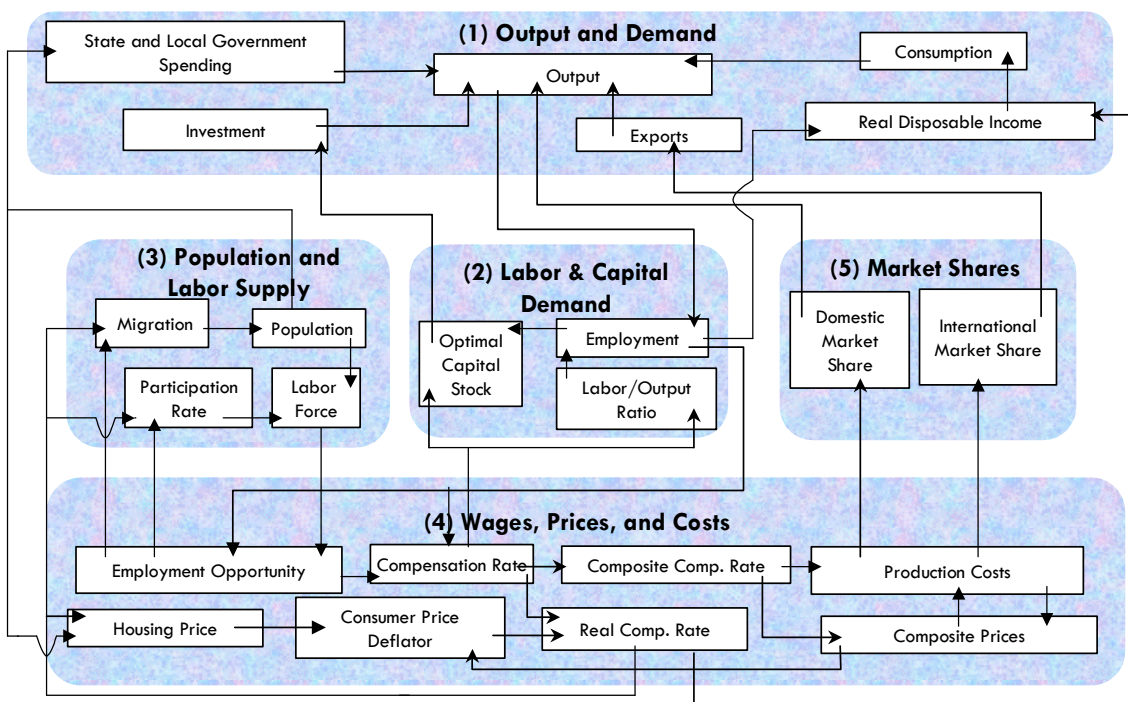 (1) Output and Demand
State and Local Government
Spending
Output
Consumption
Investment
Exports
Real Disposable Income
(3) Population and
Labor Supply
Migration
Population
Participation
Rate
Labor
Force
(2) Labor & Capital
Demand
Optimal
Capital
Stock
Employment
Labor/Output
Ratio
(5) Market Shares
Domestic
Market
Share
International
Market Share
(4) Wages, Prices, and Costs
Employment Opportunity
Compensation Rate
Composite Comp. Rate
Production Costs
Housing Price
Consumer Price
Deflator
Real Comp. Rate
Composite Prices